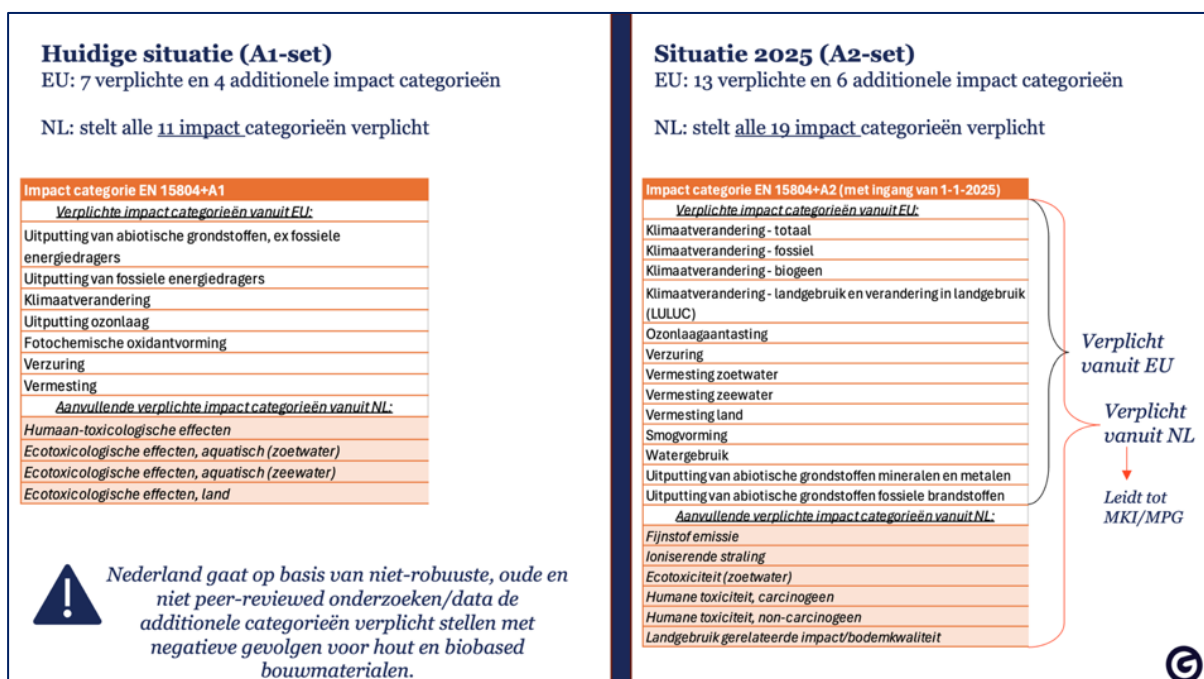 Huidige situatie (A1-set)
EU: 7 verplichte en 4 additionele impact categorieën
NL: stelt alle 11 impact categorieën verplicht
Impact categorie EN 15804+A1
Verplichte impact categorieën vanuit EU:
Uitputting van abiotische grondstoffen, ex fossiele
energiedragers
Uitputting van fossiele energiedragers
Klimaatverandering
Uitputting ozonlaag
Fotochemische oxidantvorming
Verzuring
Vermesting
Aanvullende verplichte impact categorieën vanuit NL:
Humaan-toxicologische effecten
Ecotoxicologische effecten, aquatisch (zoetwater)
Ecotoxicologische effecten, aquatisch (zeewater)
Ecotoxicologische effecten, land
Nederland gaat op basis van niet-robuuste, oude en
niet peer-reviewed onderzoeken/data de
additionele categorieën verplicht stellen met
negatieve gevolgen voor hout en biobased
bouwmaterialen.
Situatie 2025 (A2-set)
EU: 13 verplichte en 6 additionele impact categorieën
NL: stelt alle 19 impact categorieën verplicht
Impact categorie EN 15804+A2 (met ingang van 1-1-2025)
Verplichte impact categorieën vanuit EU:
Klimaatverandering - totaal
Klimaatverandering - fossiel
Klimaatverandering - biogeen
Klimaatverandering - landgebruik en verandering in landgebruik
(LULUC)
Ozonlaagaantasting
Verzuring
Vermesting zoetwater
Vermesting zeewater
Vermesting land
Smogvorming
Watergebruik
Uitputting van abiotische grondstoffen mineralen en metalen
Uitputting van abiotische grondstoffen fossiele brandstoffen
Aanvullende verplichte impact categorieën vanuit NL:
Fijnstof emissie
Ioniserende straling
Ecotoxiciteit (zoetwater)
Humane toxiciteit, carcinogeen
Humane toxiciteit, non-carcinogeen
Landgebruik gerelateerde impact/bodemkwaliteit
Verplicht
vanuit EU
Verplicht
vanuit NL
Leidt tot
MKI/MPG